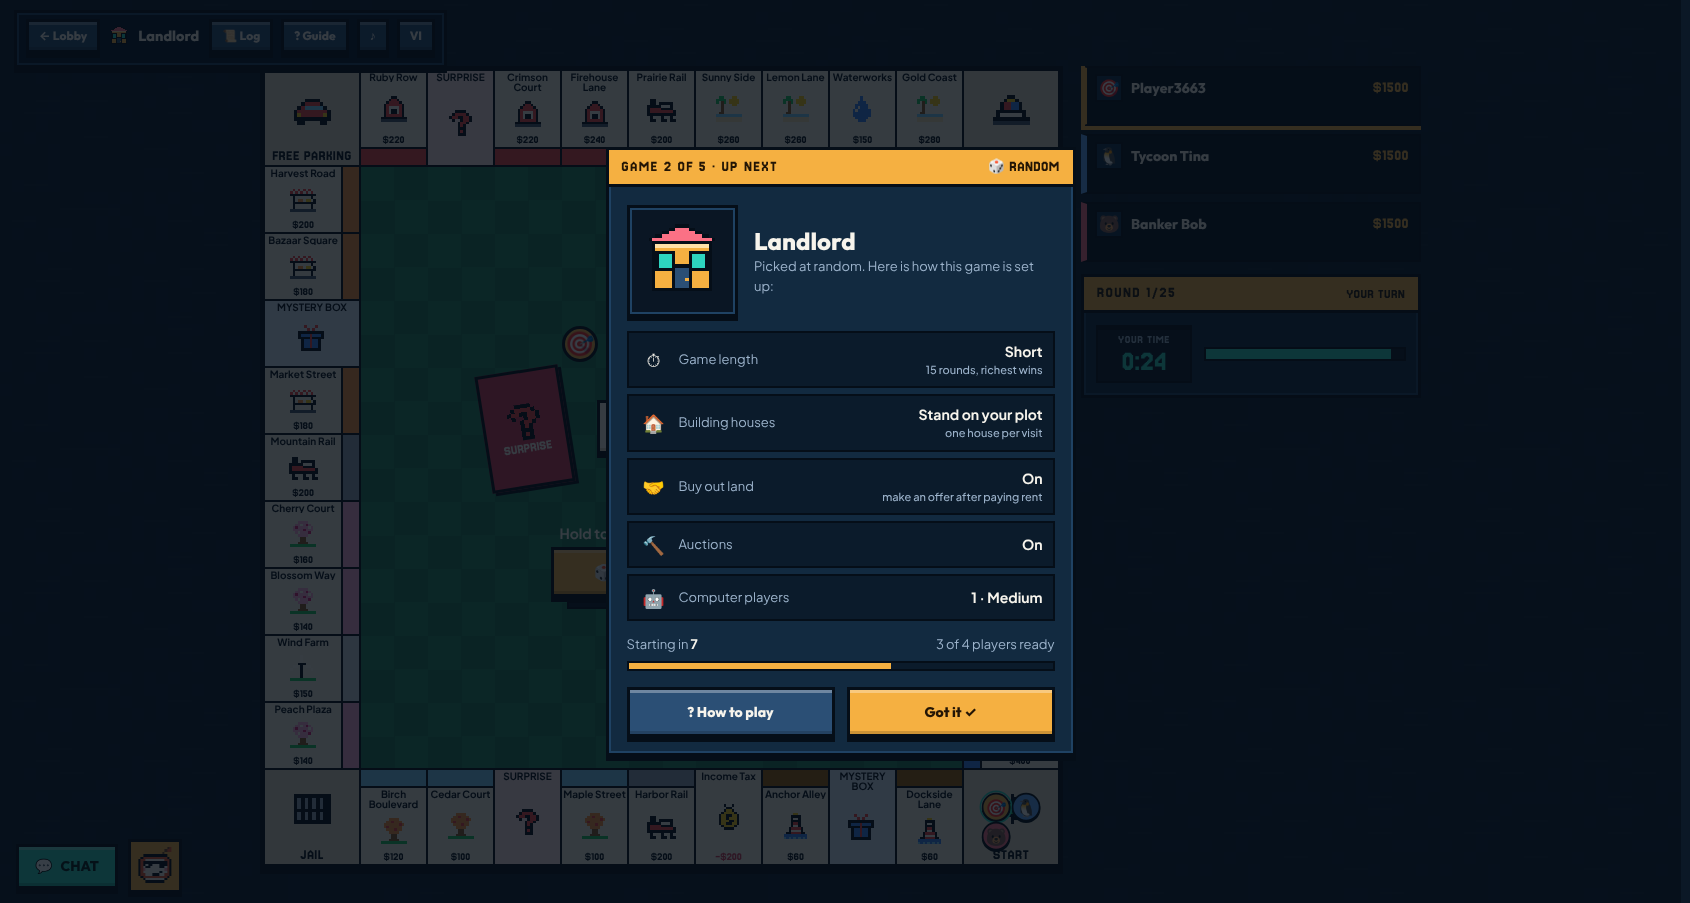 ← Lobby
Landlord
Log
? Guide
♪
VI
Ruby Row
$220
SURPRISE
Crimson Court
$220
Firehouse Lane
$240
Prairie Rail
$200
Sunny Side
$260
Lemon Lane
$260
Waterworks
$150
Gold Coast
$280
FREE PARKING
Harvest Road
$200
Bazaar Square
$180
MYSTERY BOX
Market Street
$180
Mountain Rail
$200
Cherry Court
$160
Blossom Way
$140
Wind Farm
$150
Peach Plaza
$140
JAIL
Birch Boulevard
$120
Cedar Court
$100
SURPRISE
Maple Street
$100
Harbor Rail
$200
Income Tax
-$200
Anchor Alley
$60
MYSTERY BOX
Dockside Lane
$60
START
SURPRISE
Hold to
GAME 2 OF 5 · UP NEXT
RANDOM
Landlord
Picked at random. Here is how this game is set
up:
Game length
Short
15 rounds, richest wins
Building houses
Stand on your plot
one house per visit
Buy out land
On
make an offer after paying rent
Auctions
On
Computer players
1 · Medium
Starting in 7
3 of 4 players ready
? How to play
Got it ✓
Player3663
$1500
Tycoon Tina
$1500
Banker Bob
$1500
ROUND 1/25
YOUR TURN
YOUR TIME
0:24
CHAT